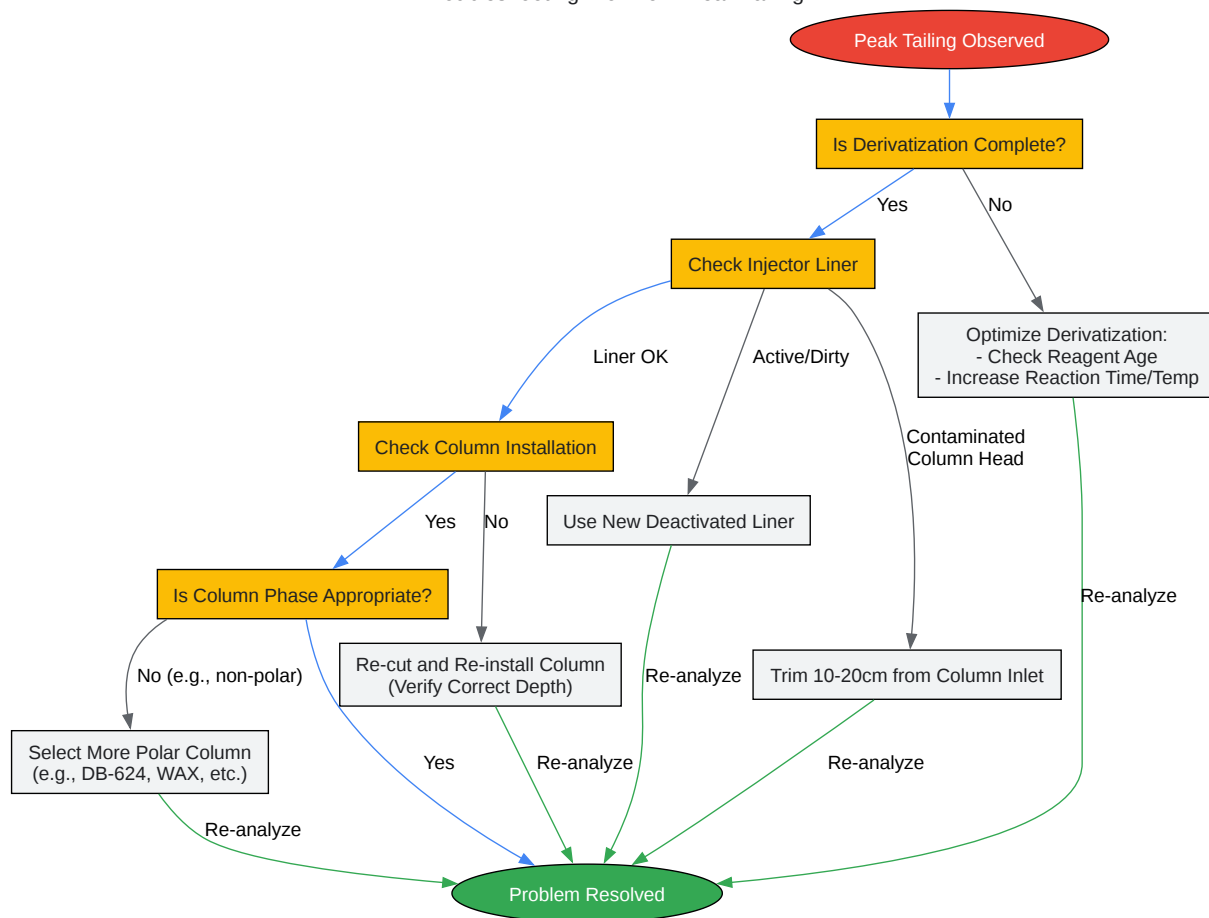 Peak Tailing Observed
Is Derivatization Complete?
Yes
No
Check Injector Liner
Optimize Derivatization:
- Check Reagent Age
- Increase Reaction Time/Temp
Liner OK
Active/Dirty
Contaminated
Column Head
Check Column Installation
Use New Deactivated Liner
Yes
No
Is Column Phase Appropriate?
Re-analyze
Re-cut and Re-install Column
(Verify Correct Depth)
No (e.g., non-polar)
Re-analyze
Trim 10-20cm from Column Inlet
Select More Polar Column
(e.g., DB-624, WAX, etc.)
Yes
Re-analyze
Re-analyze
Re-analyze
Problem Resolved